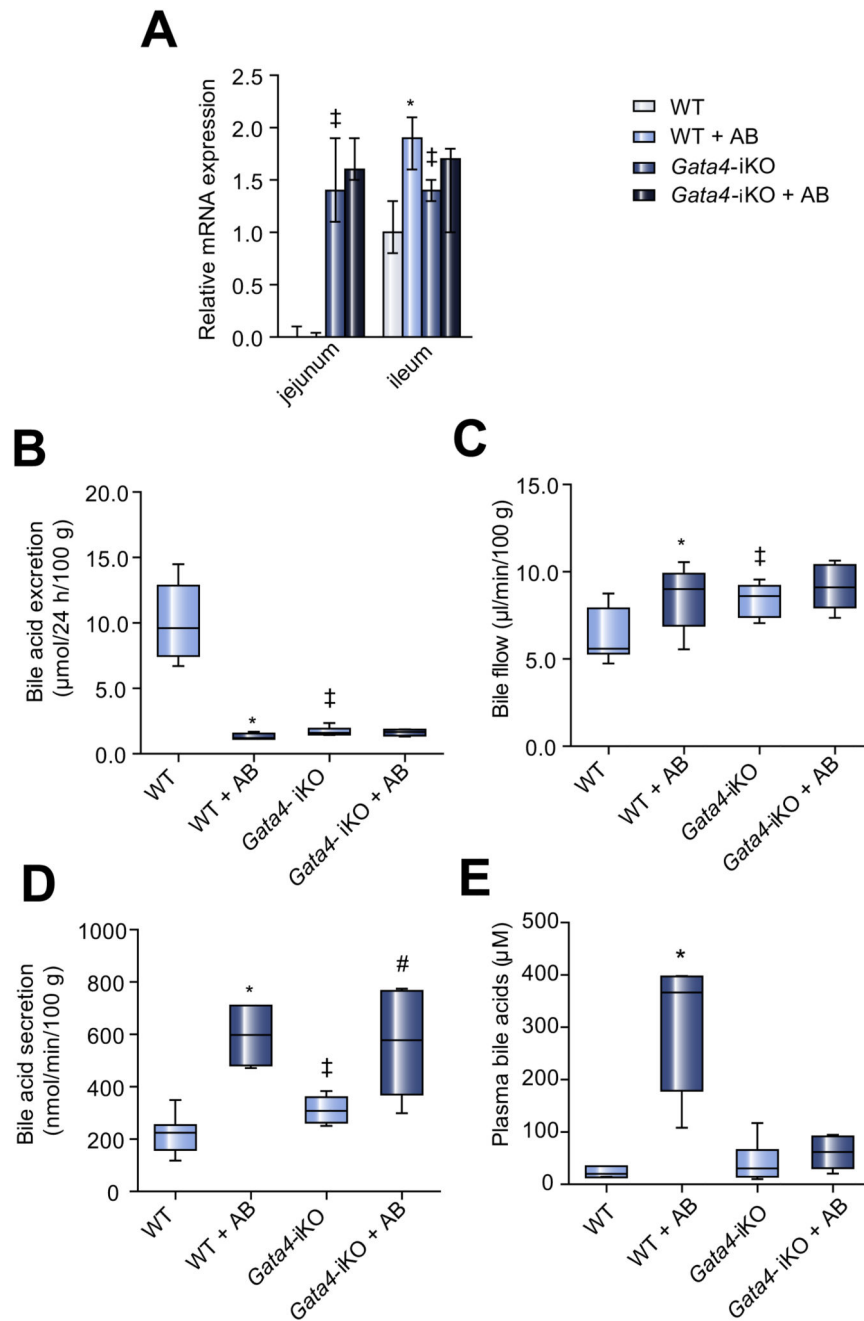 A
2.5
2.0
1.5
1.0
0.5
0.0
Relative mRNA expression
‡
*
‡
jejunum
ileum
WT
WT + AB
Gata4-iKO
Gata4-iKO + AB
B
20.0
15.0
10.0
5.0
0.0
Bile acid excretion
(µmol/24 h/100 g)
*
‡
WT
WT + AB
Gata4- iKO
Gata4- iKO + AB
C
15.0
10.0
5.0
0.0
Bile fllow (µl/min/100 g)
*
‡
WT
WT + AB
Gata4-iKO
Gata4-iKO + AB
D
1000
800
600
400
200
0
Bile acid secretion
(nmol/min/100 g)
*
‡
#
WT
WT + AB
Gata4-iKO
Gata4- iKO + AB
E
500
400
300
200
100
0
Plasma bile acids (µM)
*
WT
WT + AB
Gata4-iKO
Gata4- iKO + AB